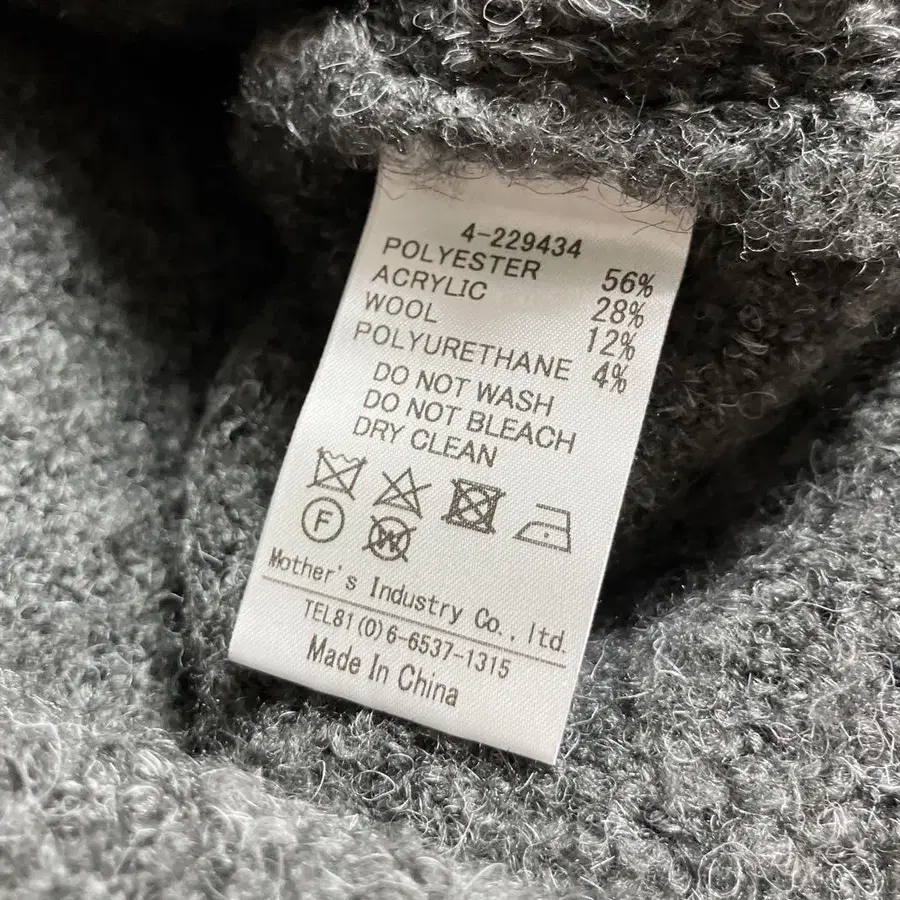 4-229434
POLYESTER 56%
ACRYLIC 28%
WOOL 12%
POLYURETHANE 4%
DO NOT WASH
DO NOT BLEACH
DRY CLEAN
F W
Mother's Industry Co., ltd.
TEL81(0)6-6537-1315
Made In China